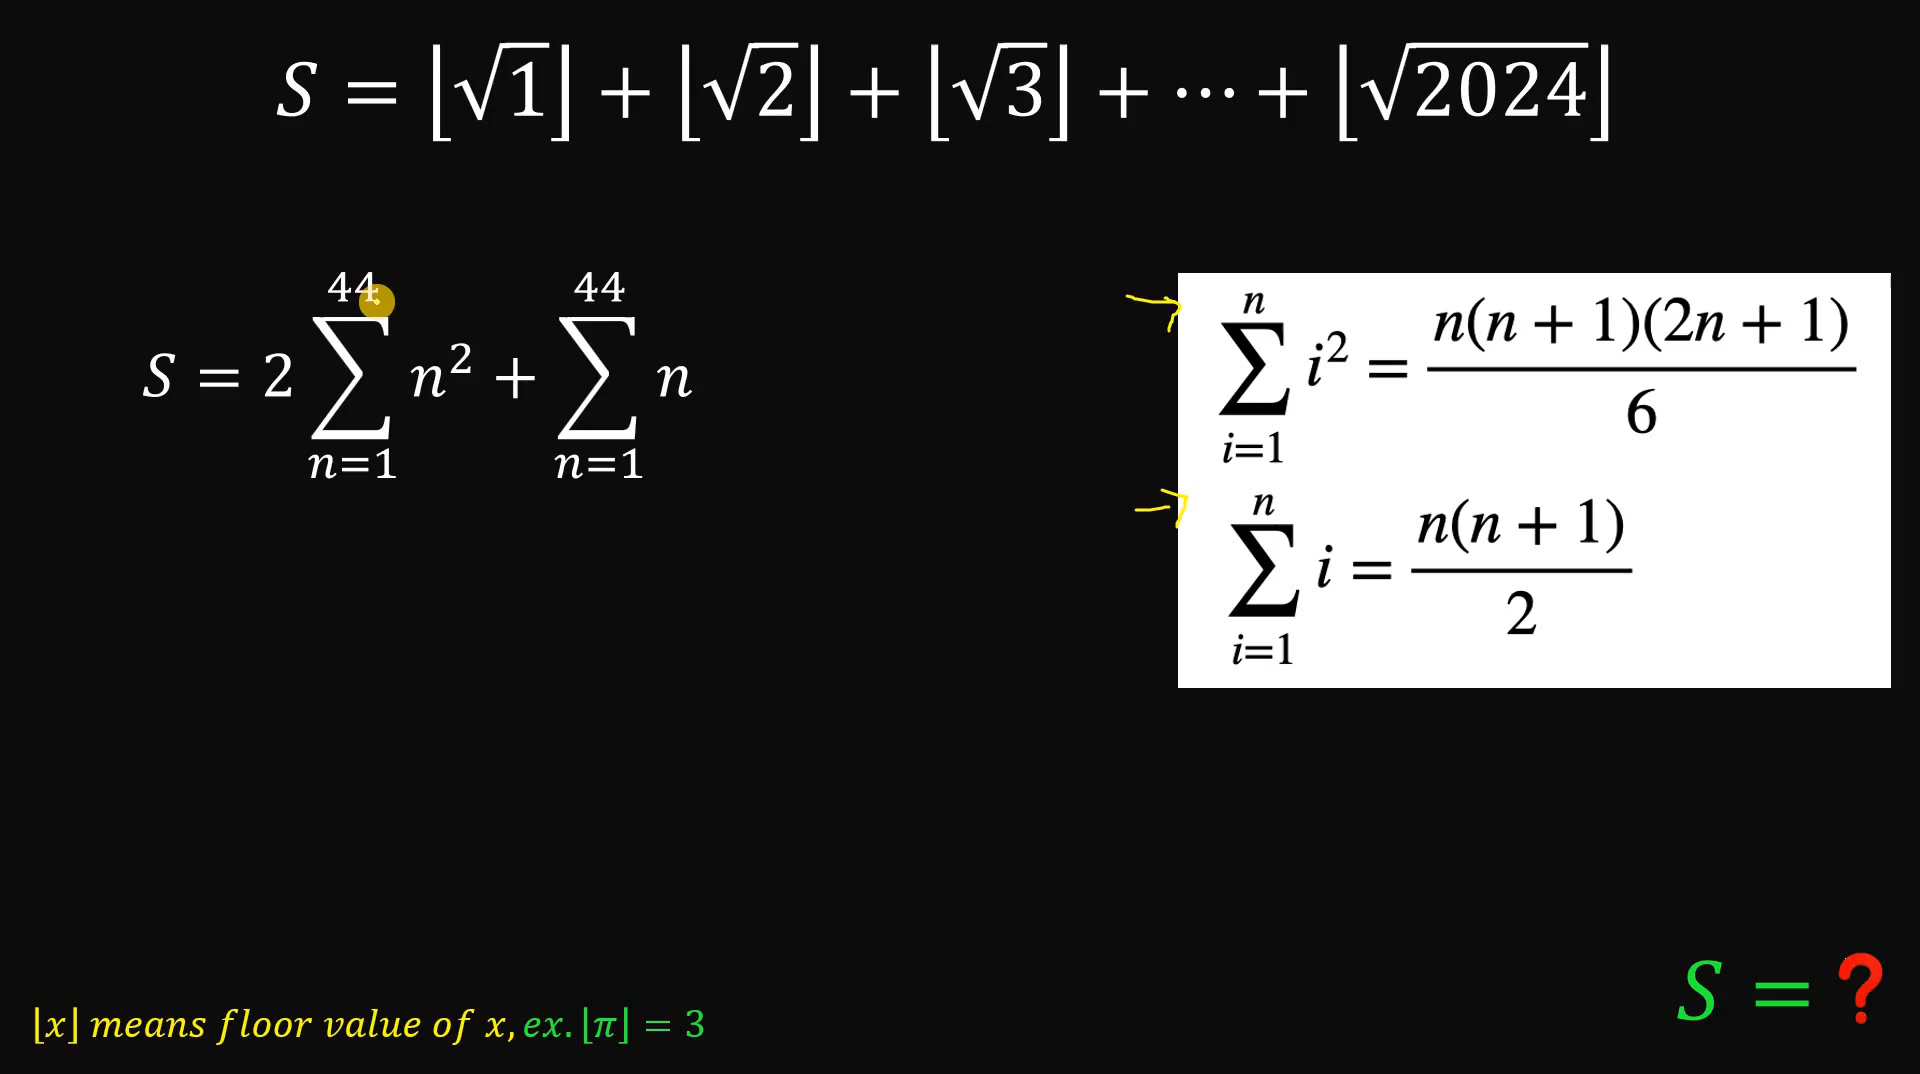 S = ⌊√1⌋ + ⌊√2⌋ + ⌊√3⌋ + ⋯ + ⌊√2024⌋
S = 2 ∑_{n=1}^{44} n² + ∑_{n=1}^{44} n
∑_{i=1}^{n} i² = n(n + 1)(2n + 1) / 6
∑_{i=1}^{n} i = n(n + 1) / 2
S = ?
⌊x⌋ means floor value of x, ex. ⌊π⌋ = 3